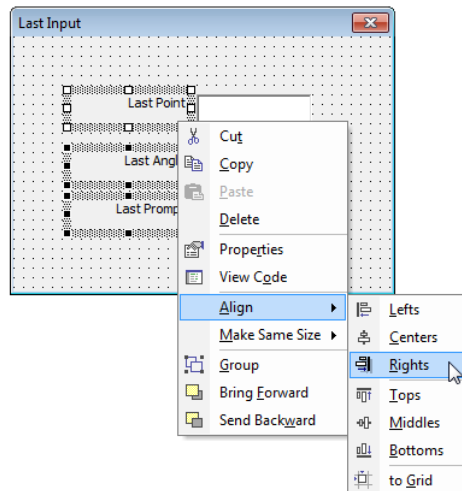 Last Input
Last Point
Last Angl
Last Promp
Cut
Copy
Paste
Delete
Properties
View Code
Align
Make Same Size
Group
Bring Forward
Send Backward
Lefts
Centers
Rights
Tops
Middles
Bottoms
to Grid